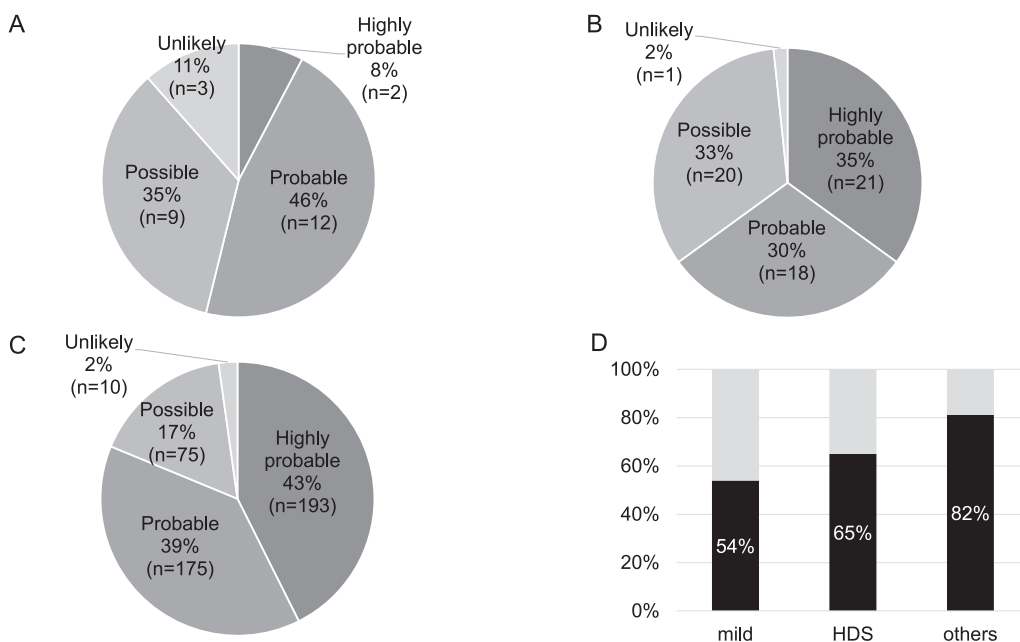 A
Unlikely
11%
(n=3)
Highly
probable
8%
(n=2)
Possible
35%
(n=9)
Probable
46%
(n=12)
B
Unlikely
2%
(n=1)
Highly
probable
35%
(n=21)
Possible
33%
(n=20)
Probable
30%
(n=18)
C
Unlikely
2%
(n=10)
Possible
17%
(n=75)
Highly
probable
43%
(n=193)
Probable
39%
(n=175)
D
100%
80%
60%
40%
20%
0%
54%
65%
82%
mild
HDS
others